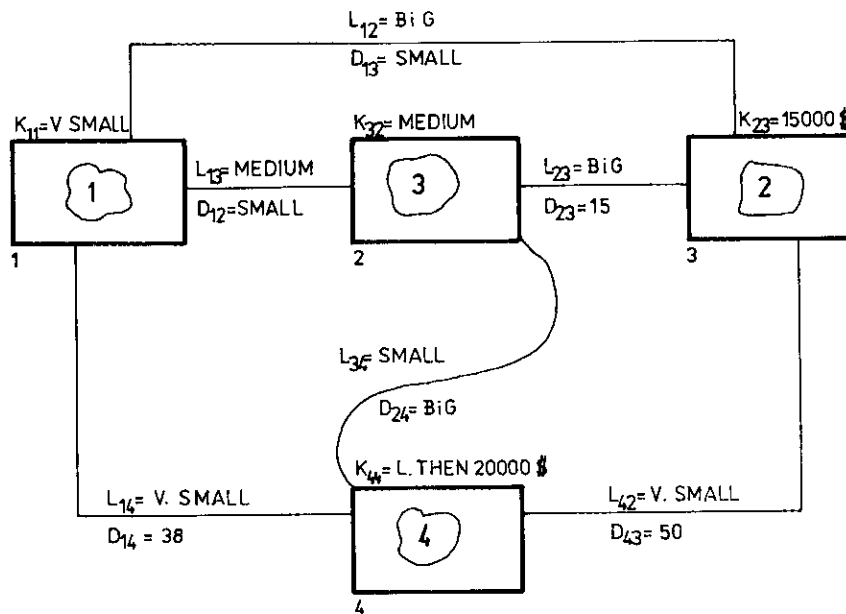 L12= BiG
D13= SMALL
K11=V SMALL
K32= MEDIUM
K23=15000 $
1
L13= MEDIUM
D12=SMALL
3
L23= BiG
D23=15
2
1
2
3
L34= SMALL
D24= BiG
K44= L. THEN 20000 $
L14= V. SMALL
D14 = 38
4
L42= V. SMALL
D43= 50
4